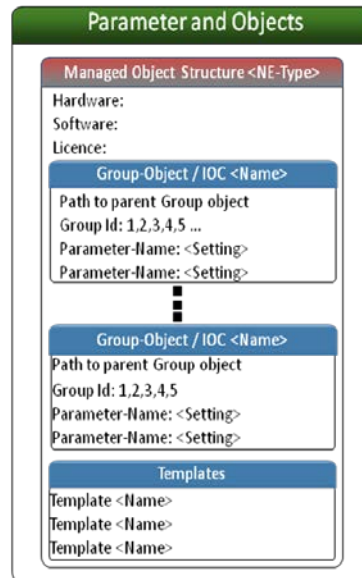 Parameter and Objects
Managed Object Structure <NE-Type>
Hardware:
Software:
Licence:
Group-Object / IOC <Name>
Path to parent Group object
Group Id: 1,2,3,4,5 ...
Parameter-Name: <Setting>
Parameter-Name: <Setting>
Group-Object / IOC <Name>
Path to parent Group object
Group Id: 1,2,3,4,5
Parameter-Name: <Setting>
Parameter-Name: <Setting>
Templates
Template <Name>
Template <Name>
Template <Name>